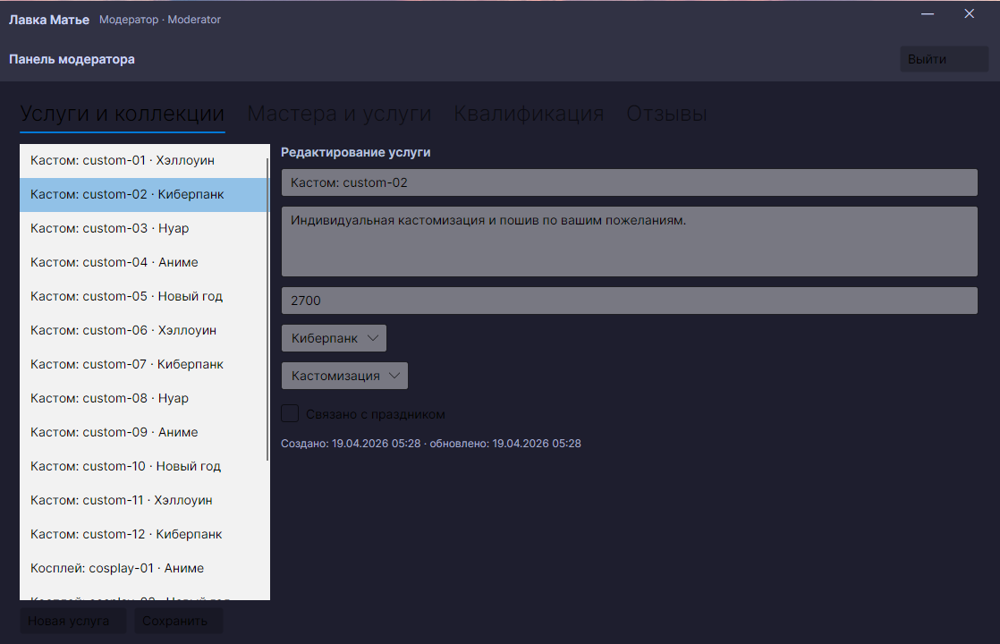 Лавка Матье Модератор · Moderator
Панель модератора
Выйти
Услуги и коллекции Мастера и услуги Квалификация Отзывы
Кастом: custom-01 · Хэллоуин
Кастом: custom-02 · Киберпанк
Кастом: custom-03 · Нуар
Кастом: custom-04 · Аниме
Кастом: custom-05 · Новый год
Кастом: custom-06 · Хэллоуин
Кастом: custom-07 · Киберпанк
Кастом: custom-08 · Нуар
Кастом: custom-09 · Аниме
Кастом: custom-10 · Новый год
Кастом: custom-11 · Хэллоуин
Кастом: custom-12 · Киберпанк
Косплей: cosplay-01 · Аниме
Редактирование услуги
Кастом: custom-02
Индивидуальная кастомизация и пошив по вашим пожеланиям.
2700
Киберпанк
Кастомизация
Связано с праздником
Создано: 19.04.2026 05:28 · обновлено: 19.04.2026 05:28
Новая услуга Сохранить